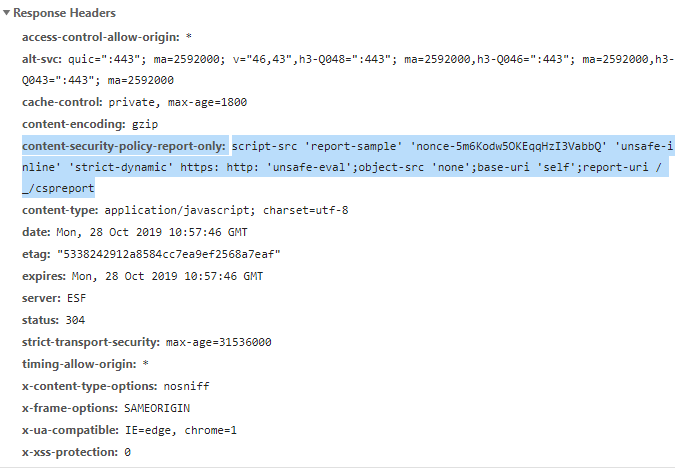 Response Headers
access-control-allow-origin: *
alt-svc: quic=":443"; ma=2592000; v="46,43",h3-Q048=":443"; ma=2592000,h3-Q046=":443"; ma=2592000,h3-
Q043=":443"; ma=2592000
cache-control: private, max-age=1800
content-encoding: gzip
content-security-policy-report-only: script-src 'report-sample' 'nonce-5m6Kodw5OKEqqHzI3VabbQ' 'unsafe-i
nline' 'strict-dynamic' https: http: 'unsafe-eval';object-src 'none';base-uri 'self';report-uri /
_/cspreport
content-type: application/javascript; charset=utf-8
date: Mon, 28 Oct 2019 10:57:46 GMT
etag: "5338242912a8584cc7ea9ef2568a7eaf"
expires: Mon, 28 Oct 2019 10:57:46 GMT
server: ESF
status: 304
strict-transport-security: max-age=31536000
timing-allow-origin: *
x-content-type-options: nosniff
x-frame-options: SAMEORIGIN
x-ua-compatible: IE=edge, chrome=1
x-xss-protection: 0